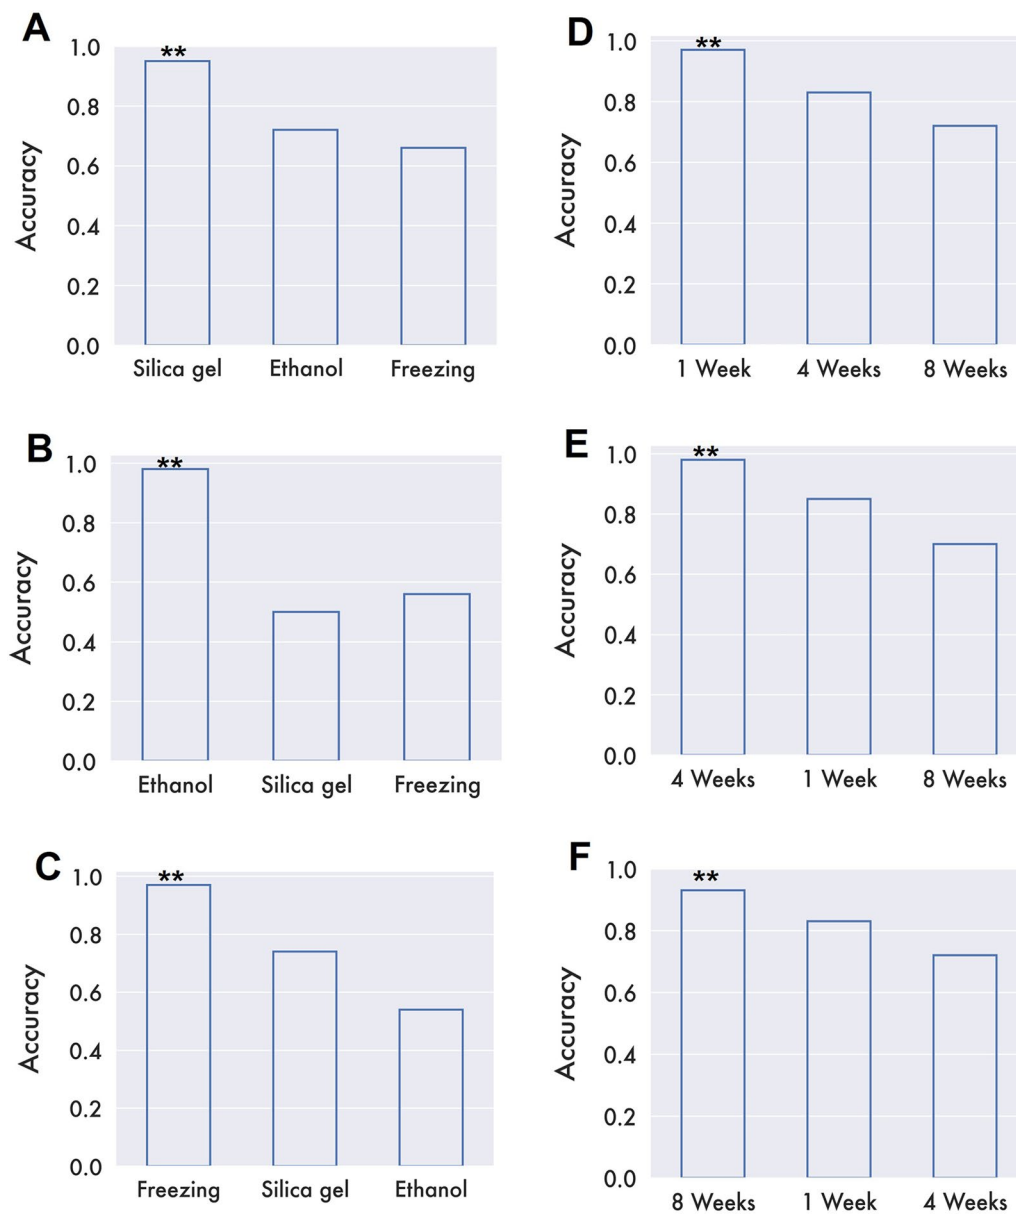 A
Accuracy
1.0
0.8
0.6
0.4
0.2
0.0
**
Silica gel Ethanol Freezing
D
Accuracy
1.0
0.8
0.6
0.4
0.2
0.0
**
1 Week 4 Weeks 8 Weeks
B
Accuracy
1.0
0.8
0.6
0.4
0.2
0.0
**
Ethanol Silica gel Freezing
E
Accuracy
1.0
0.8
0.6
0.4
0.2
0.0
**
4 Weeks 1 Week 8 Weeks
C
Accuracy
1.0
0.8
0.6
0.4
0.2
0.0
**
Freezing Silica gel Ethanol
F
Accuracy
1.0
0.8
0.6
0.4
0.2
0.0
**
8 Weeks 1 Week 4 Weeks